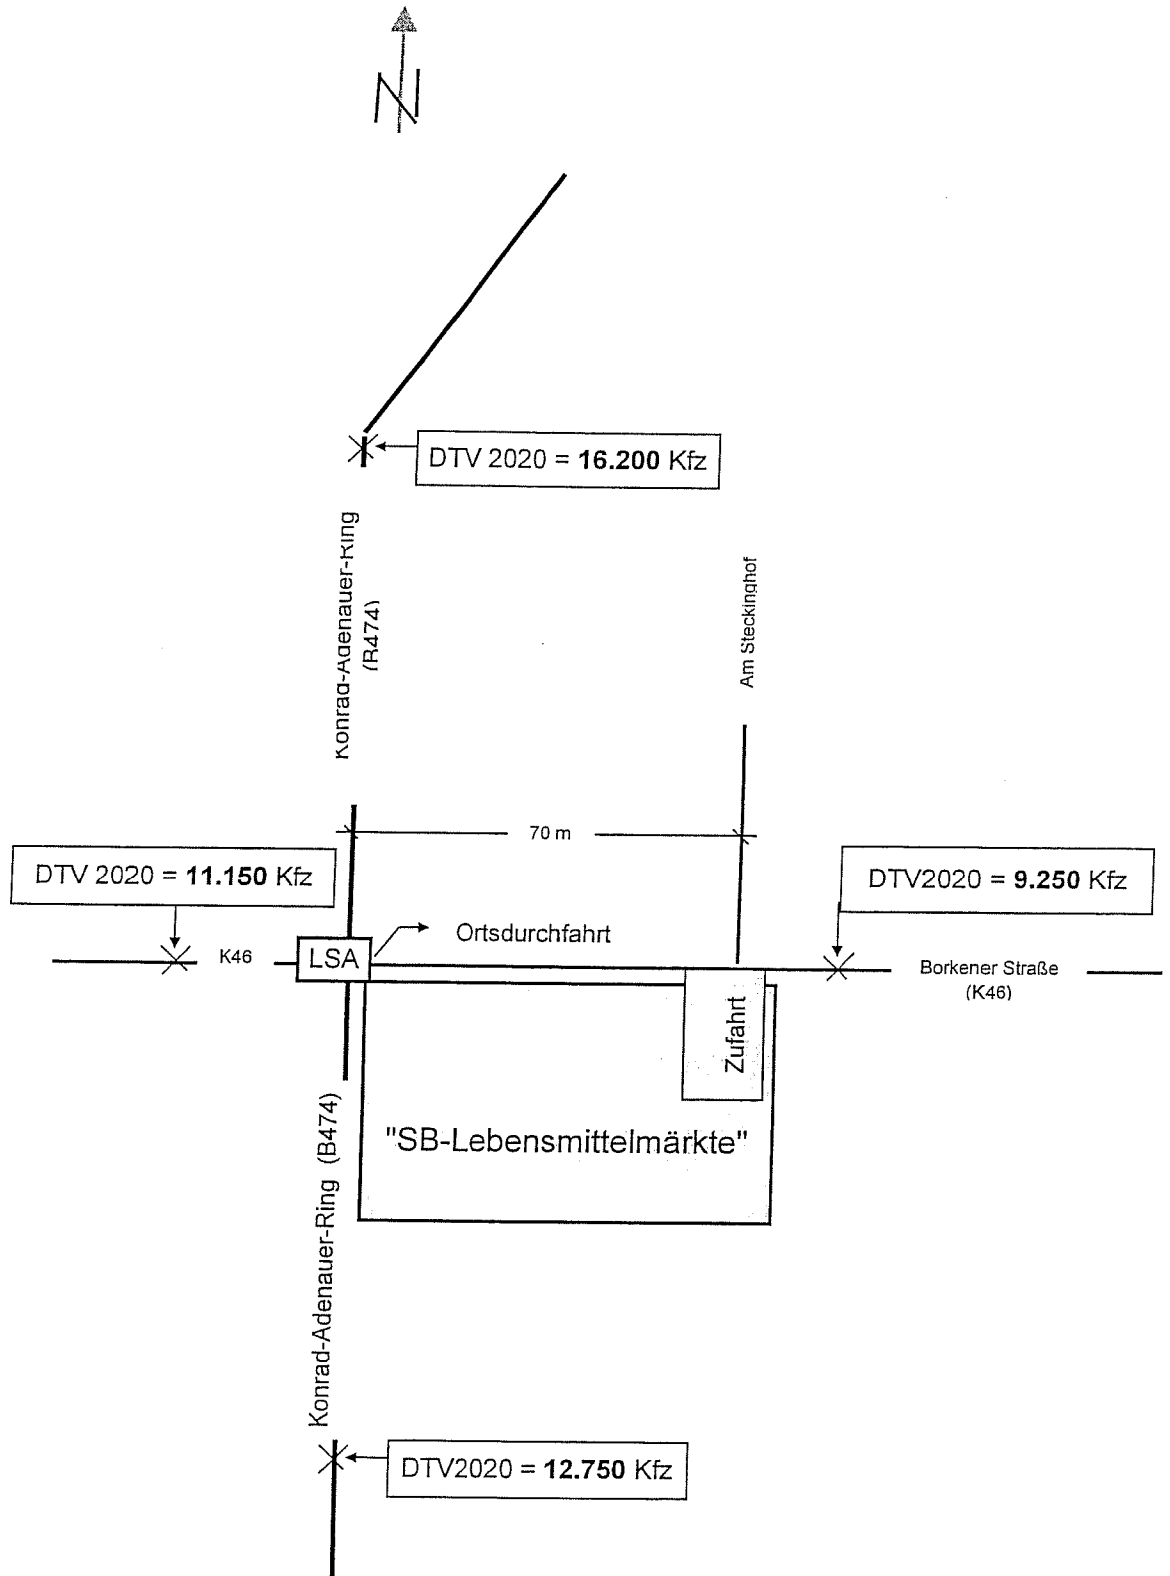 N
DTV 2020 = 16.200 Kfz
Konrad-Adenauer-Ring
(B474)
Am Steckinghof
70 m
DTV 2020 = 11.150 Kfz
DTV2020 = 9.250 Kfz
Ortsdurchfahrt
K46
LSA
Borkener Straße
(K46)
Zufahrt
"SB-Lebensmittelmärkte"
Konrad-Adenauer-Ring (B474)
DTV2020 = 12.750 Kfz